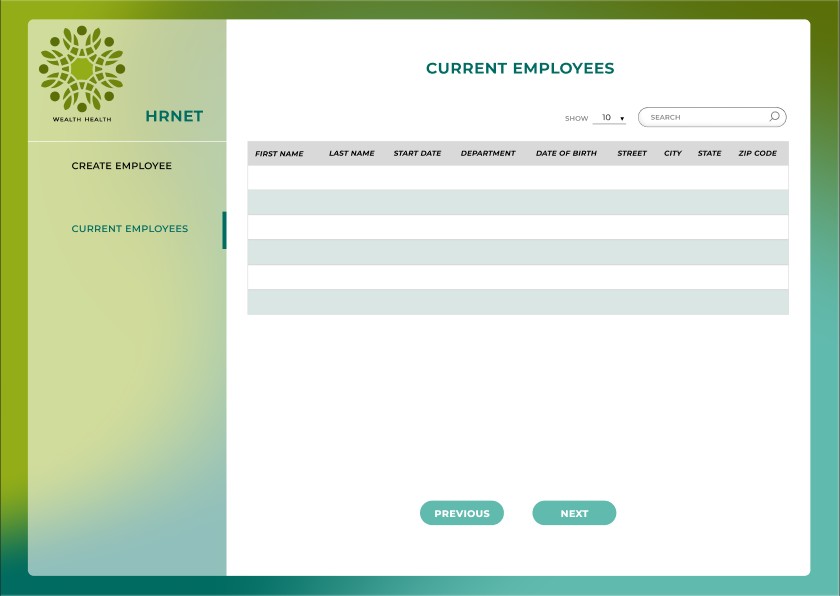 WEALTH HEALTH
HRNET
CREATE EMPLOYEE
CURRENT EMPLOYEES
CURRENT EMPLOYEES
SHOW 10 SEARCH
FIRST NAME LAST NAME START DATE DEPARTMENT DATE OF BIRTH STREET CITY STATE ZIP CODE
PREVIOUS NEXT